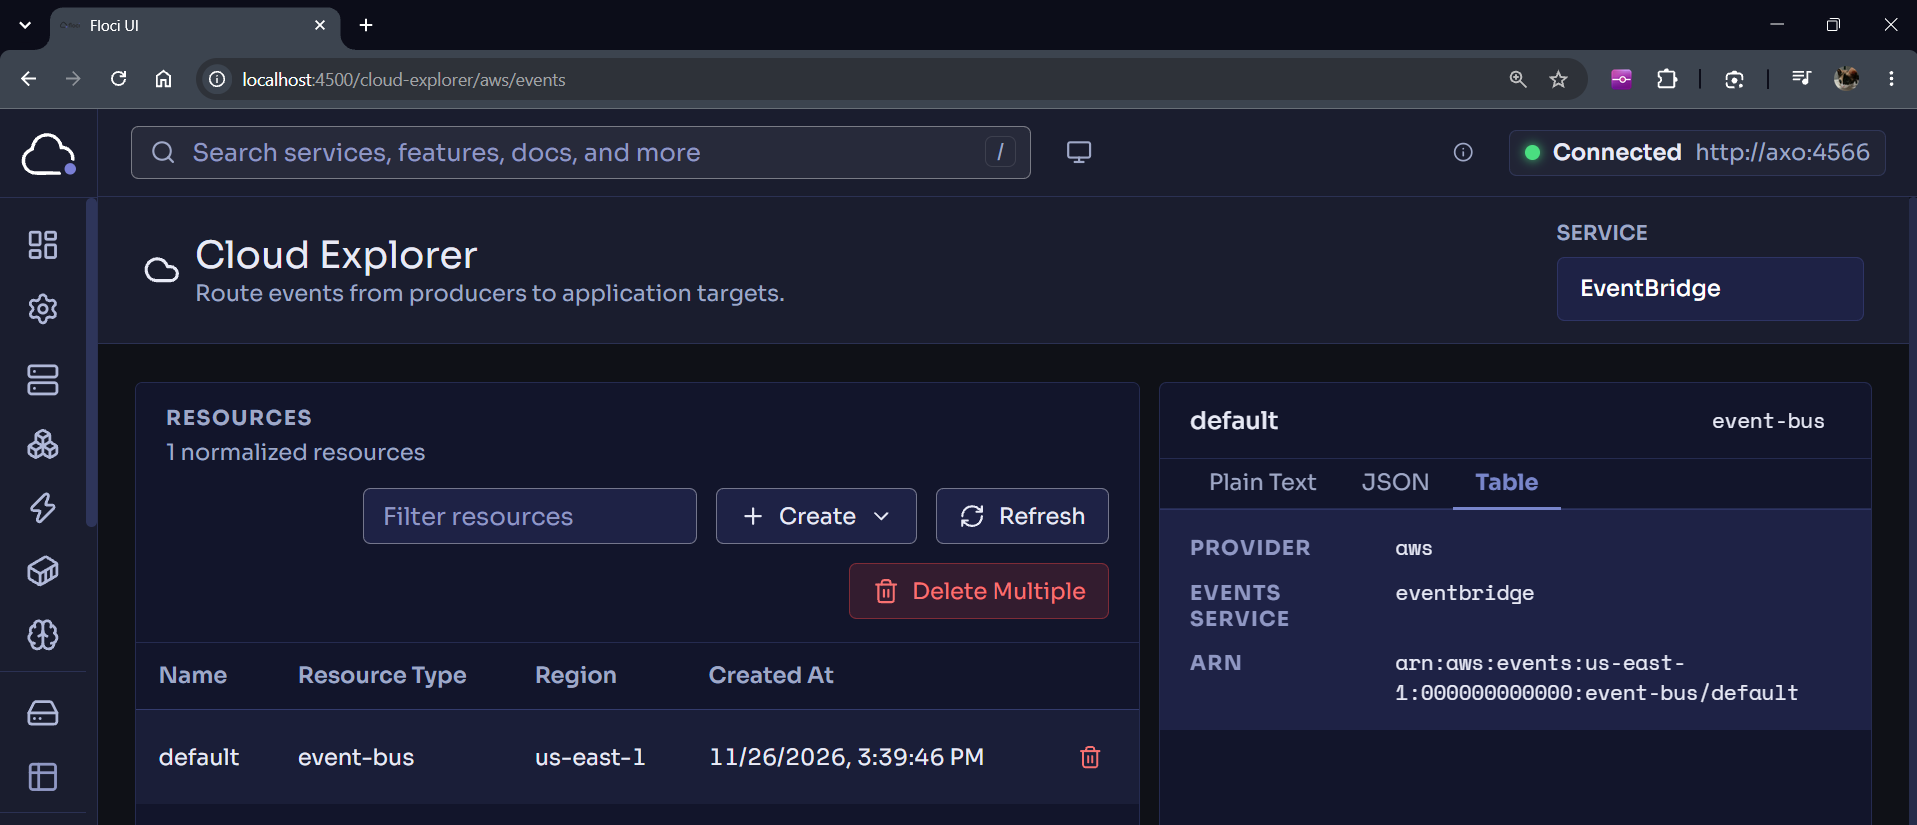 Floci UI
localhost:4500/cloud-explorer/aws/events
Search services, features, docs, and more
/
Connected http://axo:4566
Cloud Explorer
Route events from producers to application targets.
SERVICE
EventBridge
RESOURCES
1 normalized resources
Filter resources
Create
Refresh
Delete Multiple
Name Resource Type Region Created At
default event-bus us-east-1 11/26/2026, 3:39:46 PM
default event-bus
Plain Text JSON Table
PROVIDER aws
EVENTS SERVICE eventbridge
ARN arn:aws:events:us-east-
1:000000000000:event-bus/default